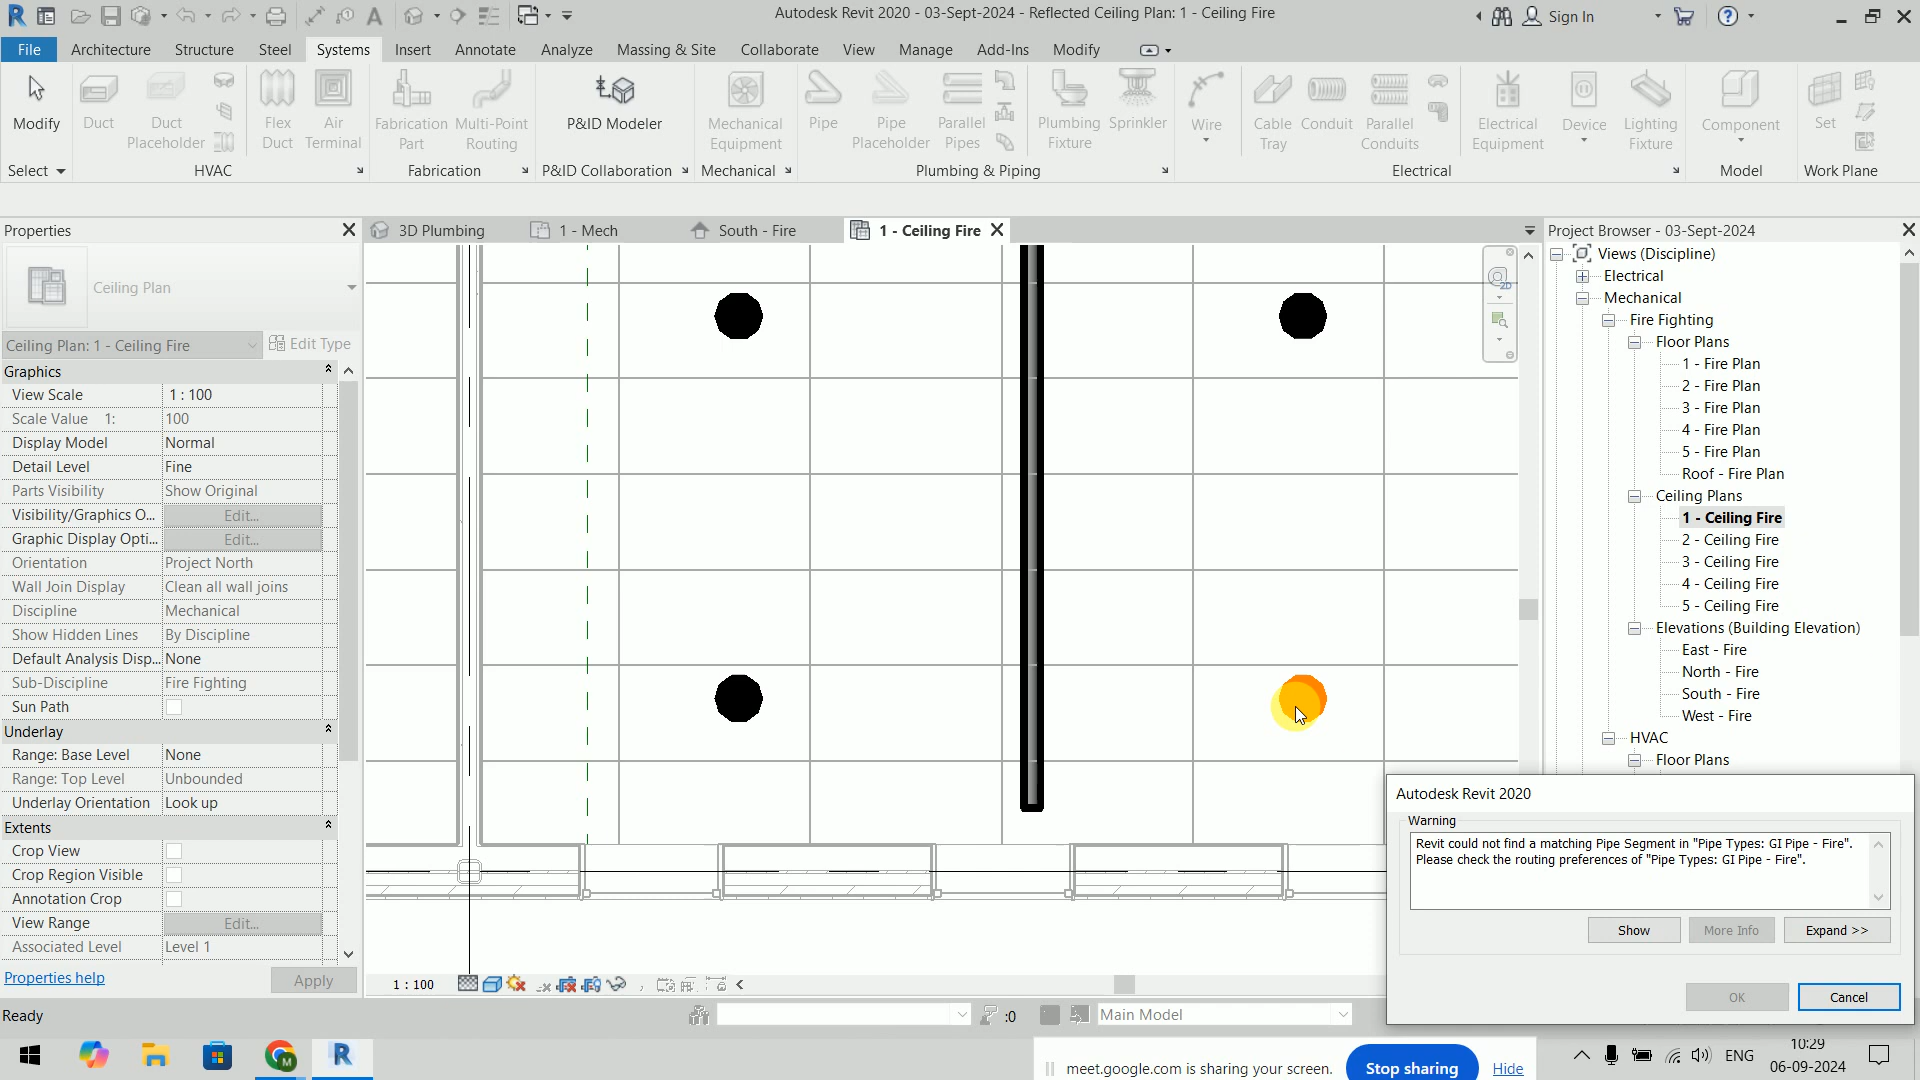 Autodesk Revit 2020 - 03-Sept-2024 - Reflected Ceiling Plan: 1 - Ceiling Fire
Sign In
File
Architecture
Structure
Steel
Systems
Insert
Annotate
Analyze
Massing & Site
Collaborate
View
Manage
Add-Ins
Modify
Modify
Duct
Duct
Placeholder
Flex
Duct
Air
Terminal
Fabrication
Part
Multi-Point
Routing
P&ID Modeler
Mechanical
Equipment
Pipe
Pipe
Placeholder
Parallel
Pipes
Plumbing
Fixture
Sprinkler
Wire
Cable
Tray
Conduit
Parallel
Conduits
Electrical
Equipment
Device
Lighting
Fixture
Component
Set
Select
HVAC
Fabrication
P&ID Collaboration
Mechanical
Plumbing & Piping
Electrical
Model
Work Plane
Properties
3D Plumbing
1 - Mech
South - Fire
1 - Ceiling Fire
Project Browser - 03-Sept-2024
Ceiling Plan
Ceiling Plan: 1 - Ceiling Fire
Edit Type
Graphics
View Scale 1 : 100
Scale Value 1: 100
Display Model Normal
Detail Level Fine
Parts Visibility Show Original
Visibility/Graphics O... Edit...
Graphic Display Opti... Edit...
Orientation Project North
Wall Join Display Clean all wall joins
Discipline Mechanical
Show Hidden Lines By Discipline
Default Analysis Disp... None
Sub-Discipline Fire Fighting
Sun Path
Underlay
Range: Base Level None
Range: Top Level Unbounded
Underlay Orientation Look up
Extents
Crop View
Crop Region Visible
Annotation Crop
View Range Edit...
Associated Level Level 1
Properties help
Apply
2D
Views (Discipline)
Electrical
Mechanical
Fire Fighting
Floor Plans
1 - Fire Plan
2 - Fire Plan
3 - Fire Plan
4 - Fire Plan
5 - Fire Plan
Roof - Fire Plan
Ceiling Plans
1 - Ceiling Fire
2 - Ceiling Fire
3 - Ceiling Fire
4 - Ceiling Fire
5 - Ceiling Fire
Elevations (Building Elevation)
East - Fire
North - Fire
South - Fire
West - Fire
HVAC
Floor Plans
Autodesk Revit 2020
Warning
Revit could not find a matching Pipe Segment in "Pipe Types: GI Pipe - Fire".
Please check the routing preferences of "Pipe Types: GI Pipe - Fire".
Show
More Info
Expand >>
OK
Cancel
1 : 100
Ready
:0
Main Model
meet.google.com is sharing your screen.
Stop sharing
Hide
ENG
10:29
06-09-2024